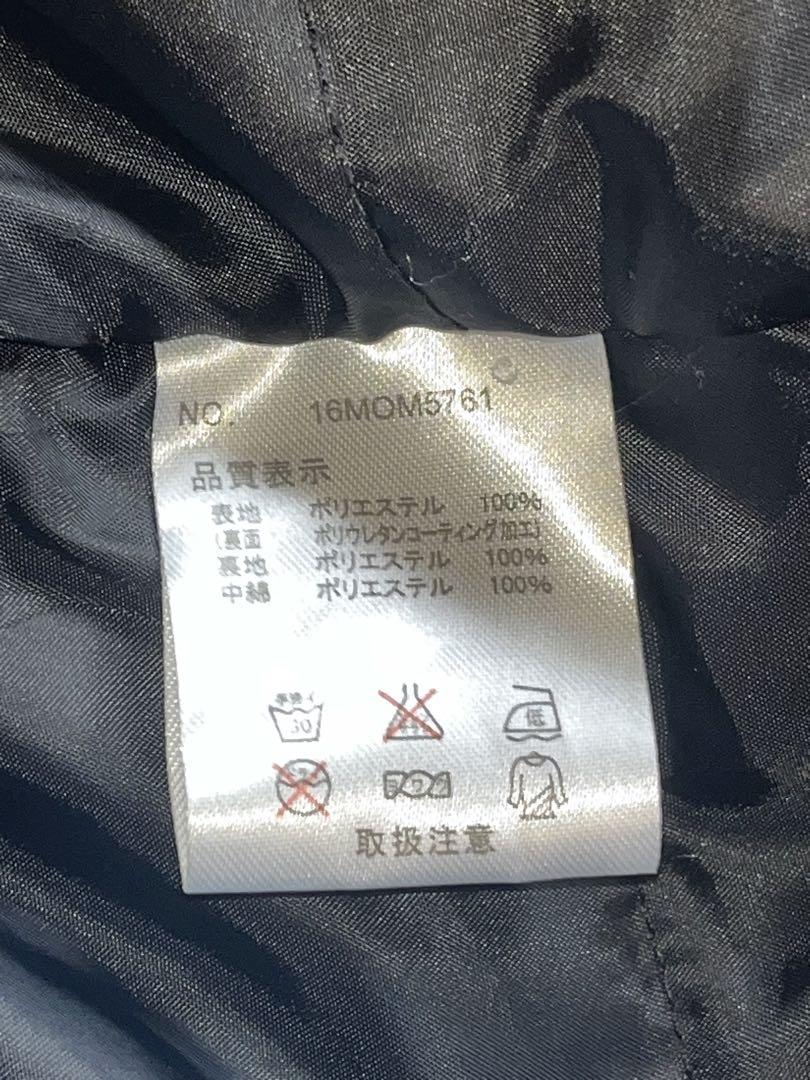 NO. 16MOM5761
品質表示
表地 ポリエステル 100%
(裏面 ポリウレタンコーティング加工)
裏地 ポリエステル 100%
中綿 ポリエステル 100%
30
低
取扱注意